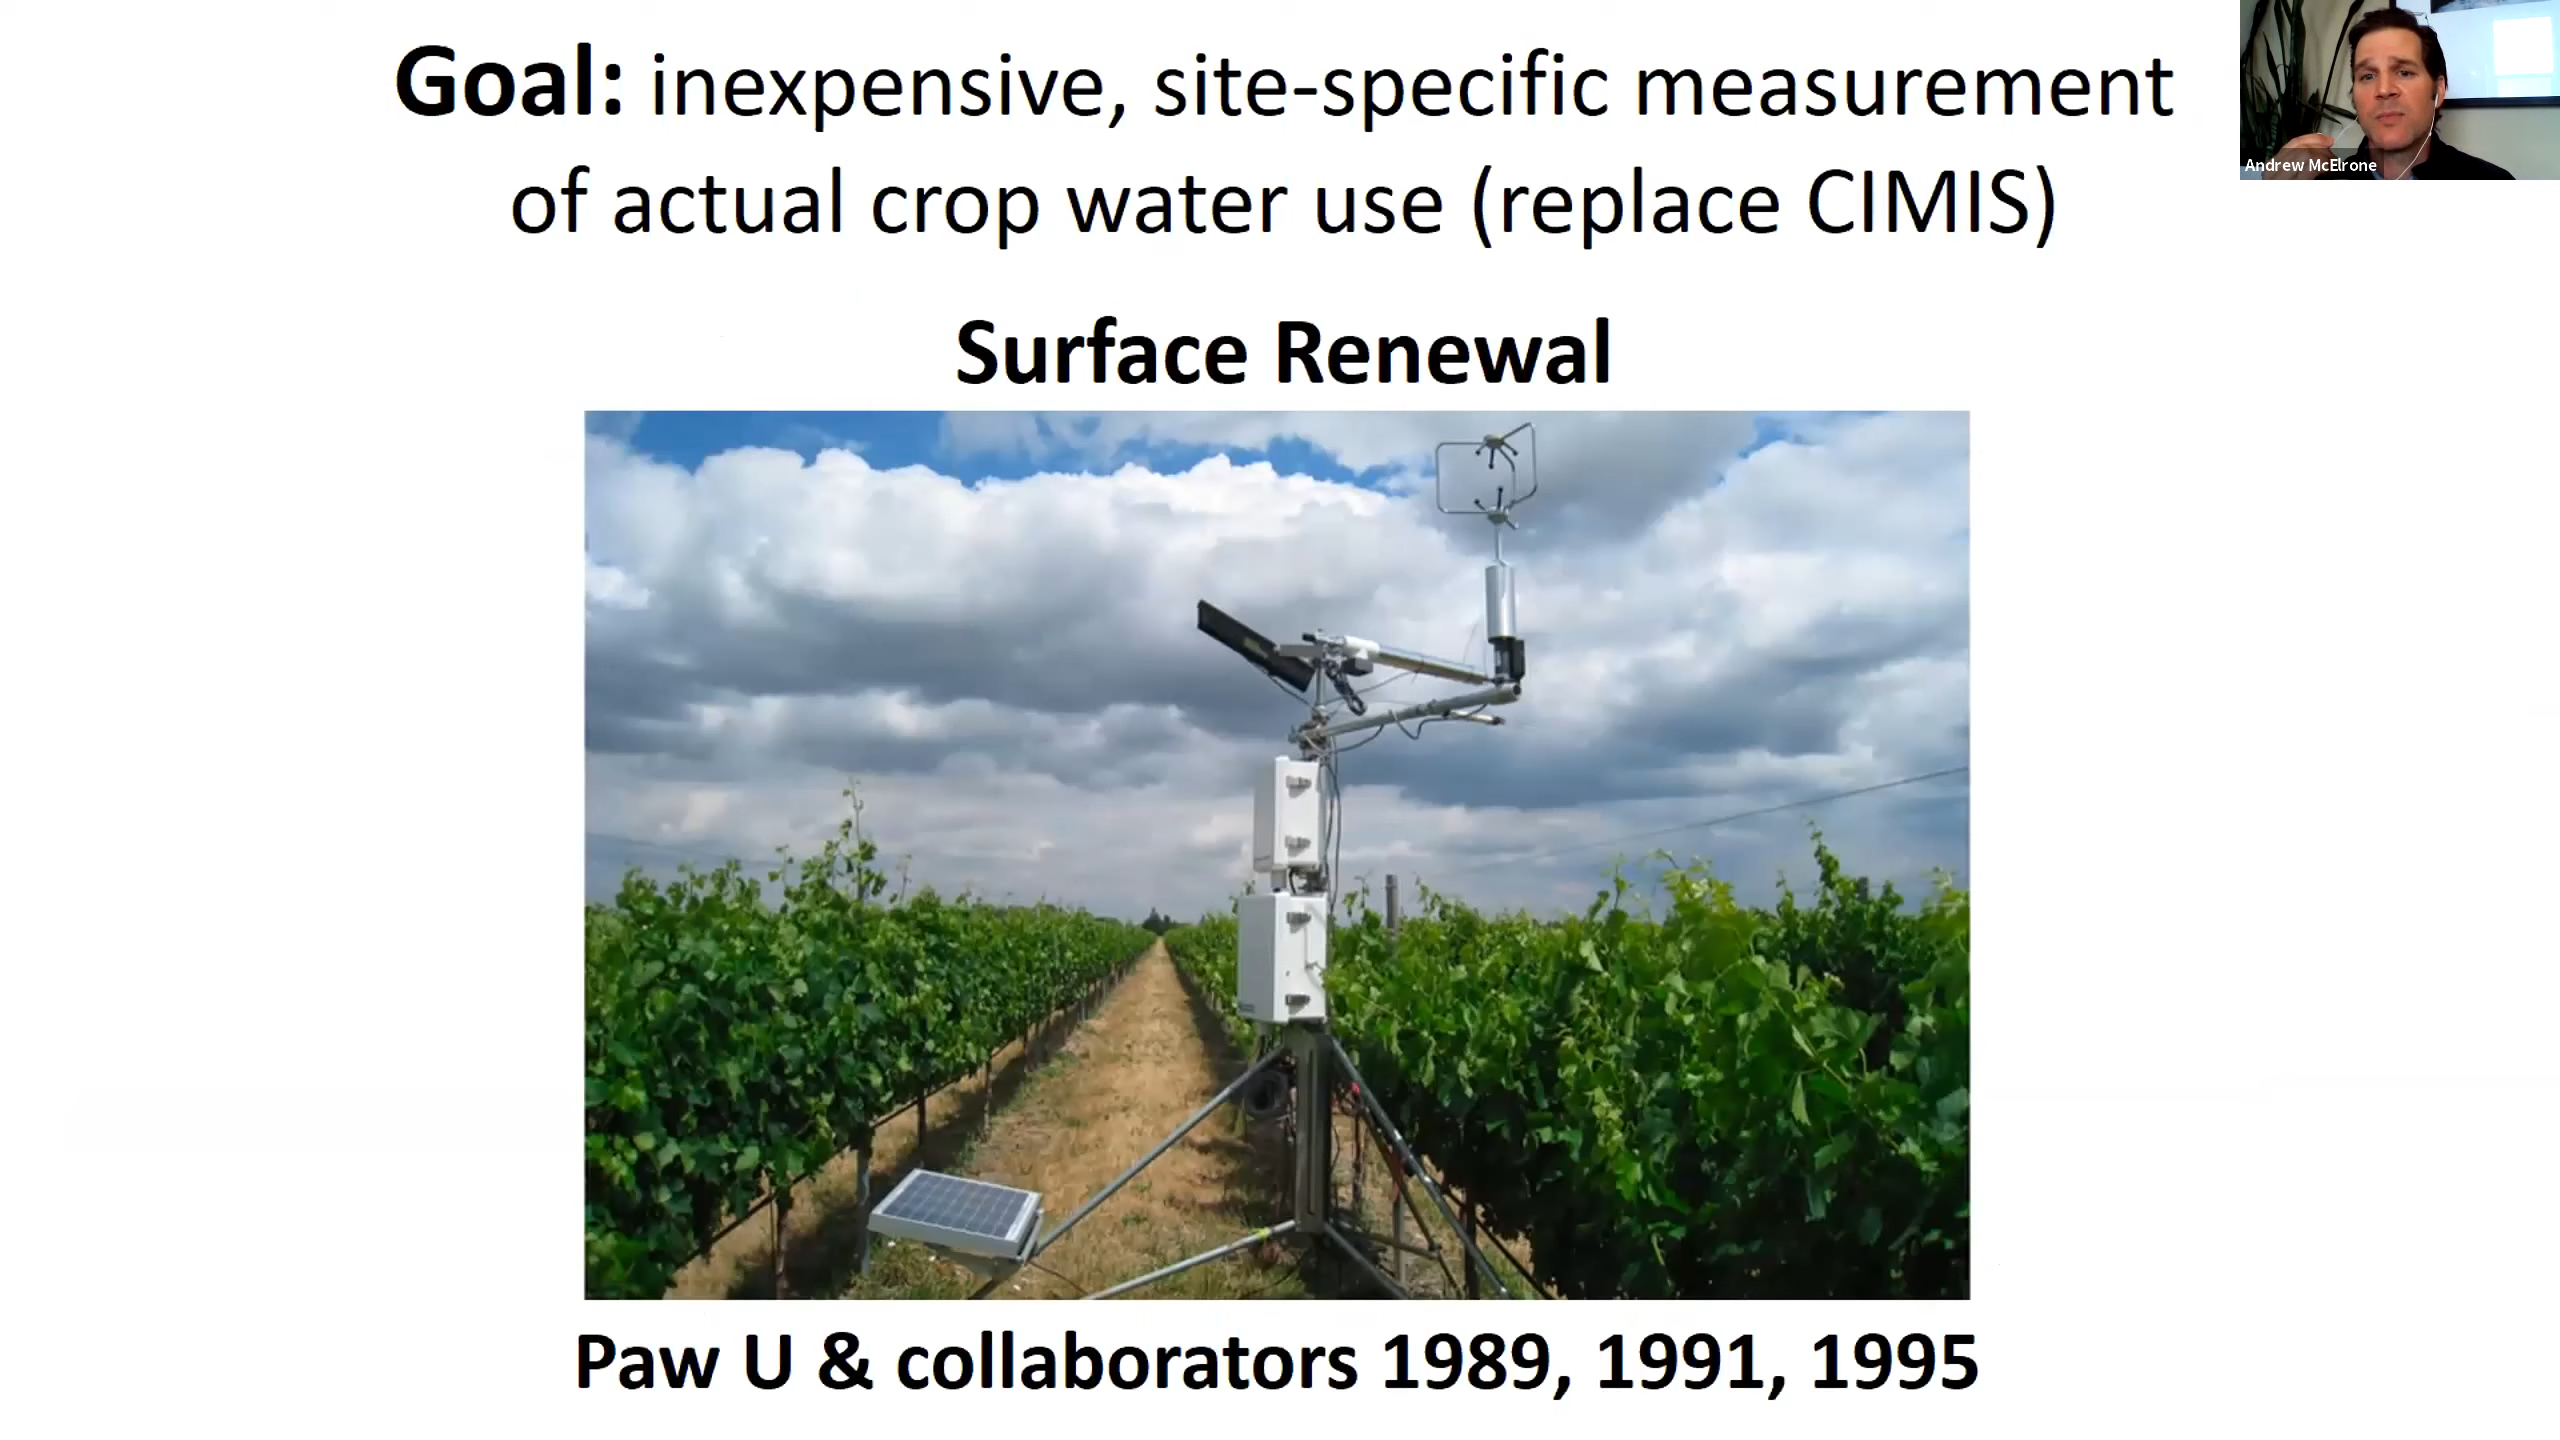 Goal: inexpensive, site-specific measurement
of actual crop water use (replace CIMIS)
Andrew McElrone
Surface Renewal
Paw U & collaborators 1989, 1991, 1995